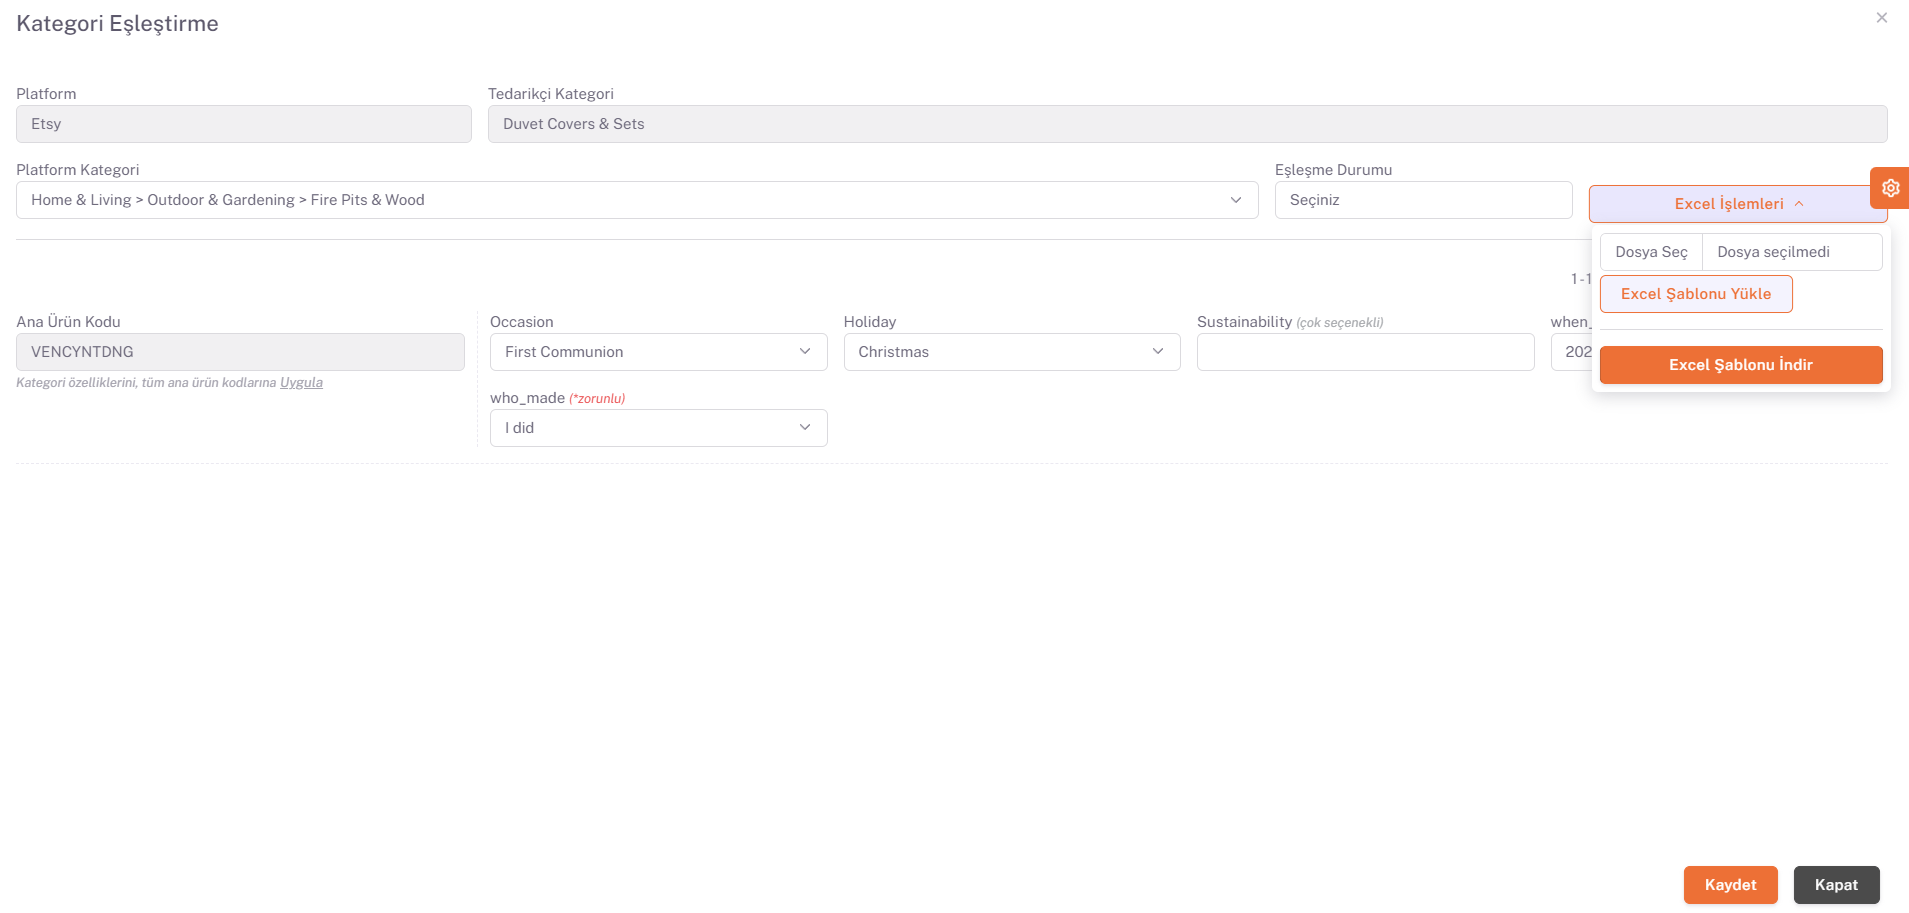 Kategori Eşleştirme
Platform
Etsy
Tedarikçi Kategori
Duvet Covers & Sets
Platform Kategori
Home & Living > Outdoor & Gardening > Fire Pits & Wood
Eşleşme Durumu
Seçiniz
Excel İşlemleri
Dosya Seç Dosya seçilmedi
Excel Şablonu Yükle
Excel Şablonu İndir
1 - 1
Ana Ürün Kodu
VENCYNTDNG
Kategori özelliklerini, tüm ana ürün kodlarına Uygula
Occasion
First Communion
Holiday
Christmas
Sustainability (çok seçenekli)
when_
202
who_made (*zorunlu)
I did
Kaydet
Kapat